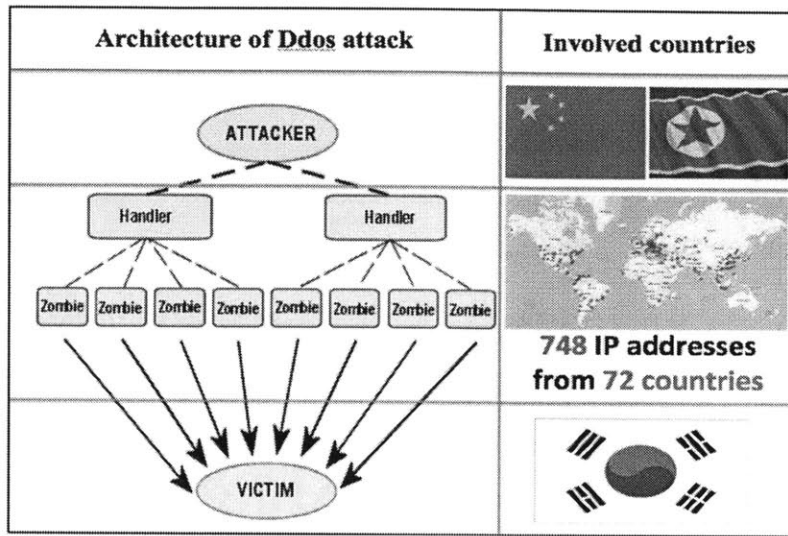 Architecture of Ddos attack
Involved countries
ATTACKER
Handler
Handler
Zombie
Zombie
Zombie
Zombie
Zombie
Zombie
Zombie
Zombie
748 IP addresses
from 72 countries
VICTIM